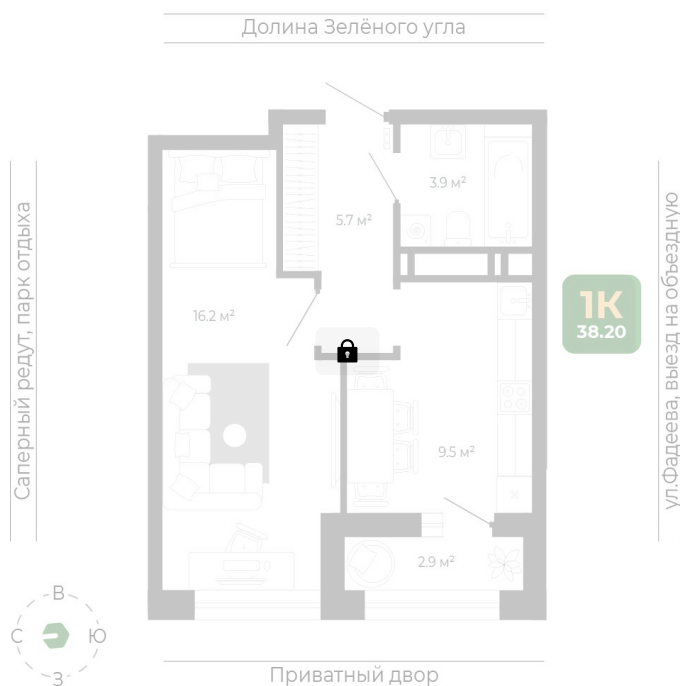 Долина Зелёного угла
Саперный редут, парк отдыха
3.9 м²
5.7 м²
16.2 м²
9.5 м²
2.9 м²
1K
38.20
ул.Фадеева, выезд на объездную
В
С
Ю
З
Приватный двор